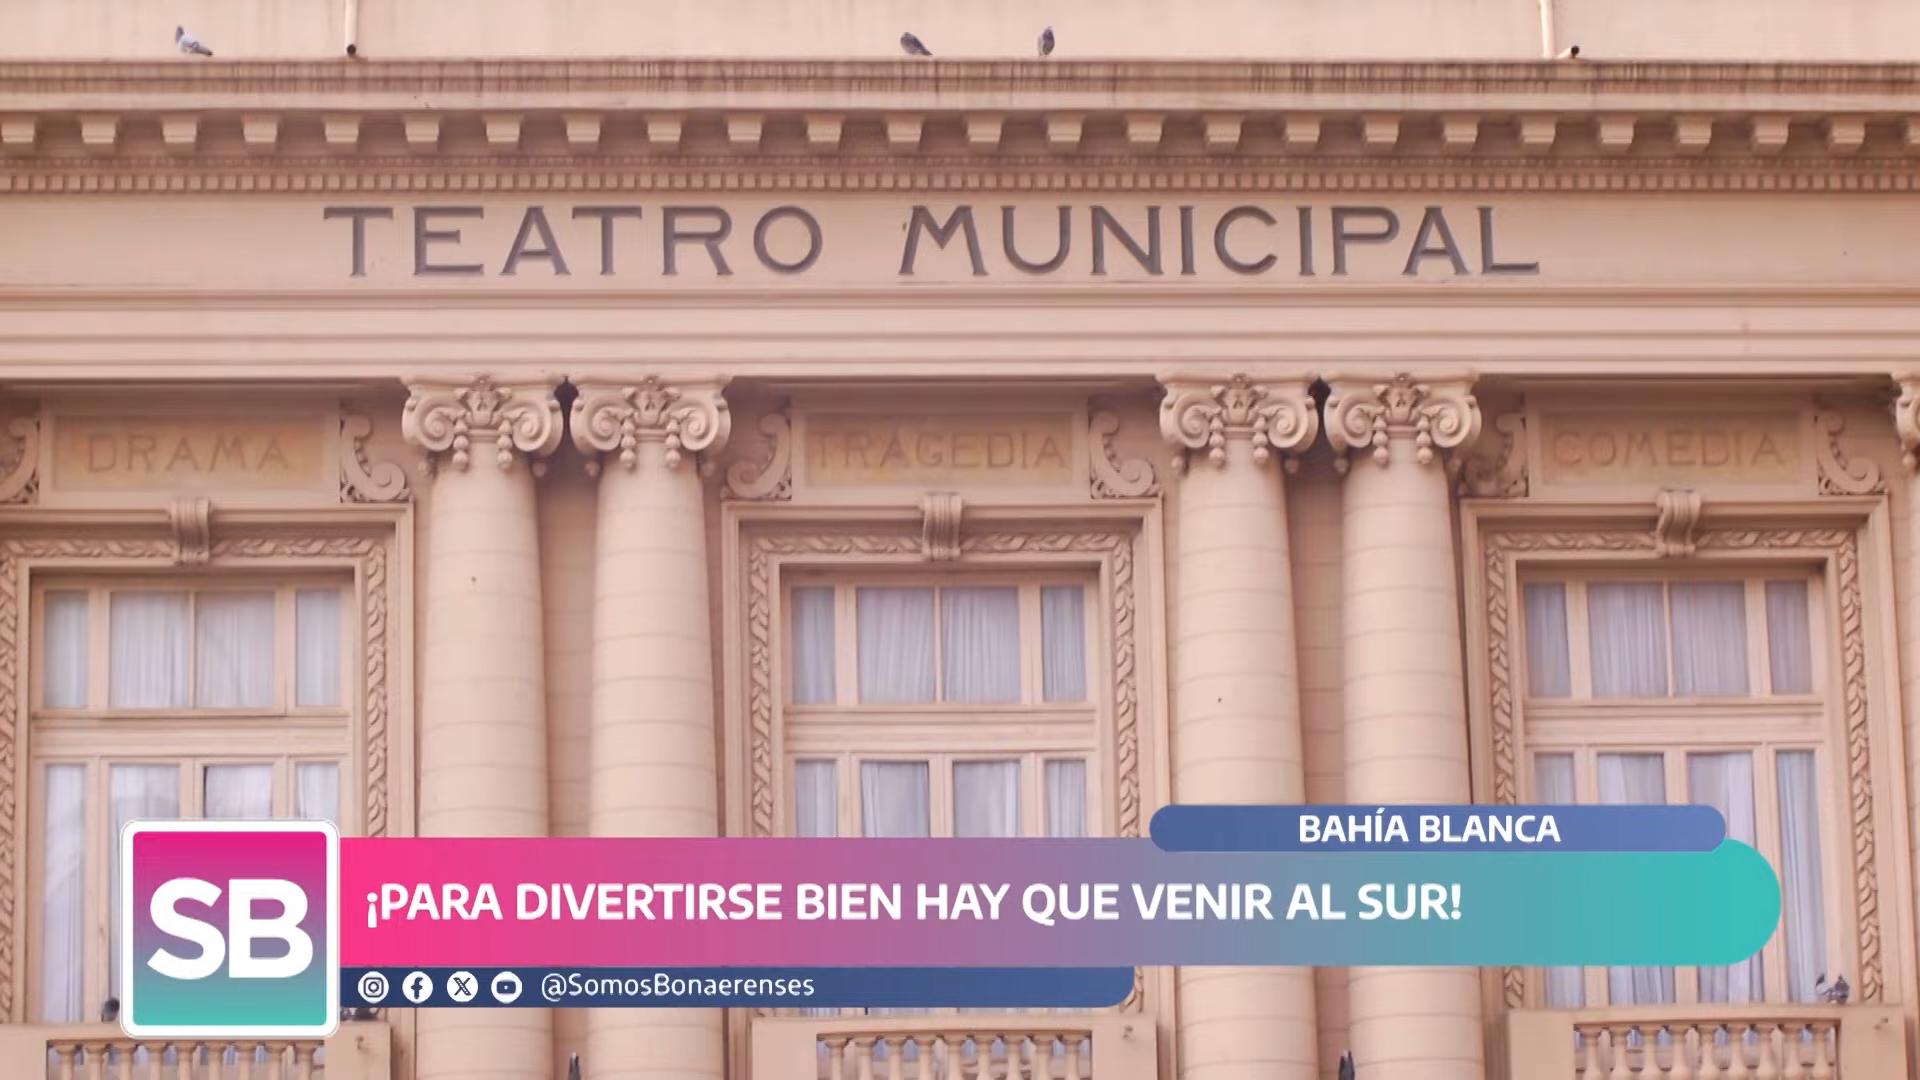 TEATRO MUNICIPAL
DRAMA
TRAGEDIA
COMEDIA
BAHÍA BLANCA
¡PARA DIVERTIRSE BIEN HAY QUE VENIR AL SUR!
SB
@SomosBonaerenses